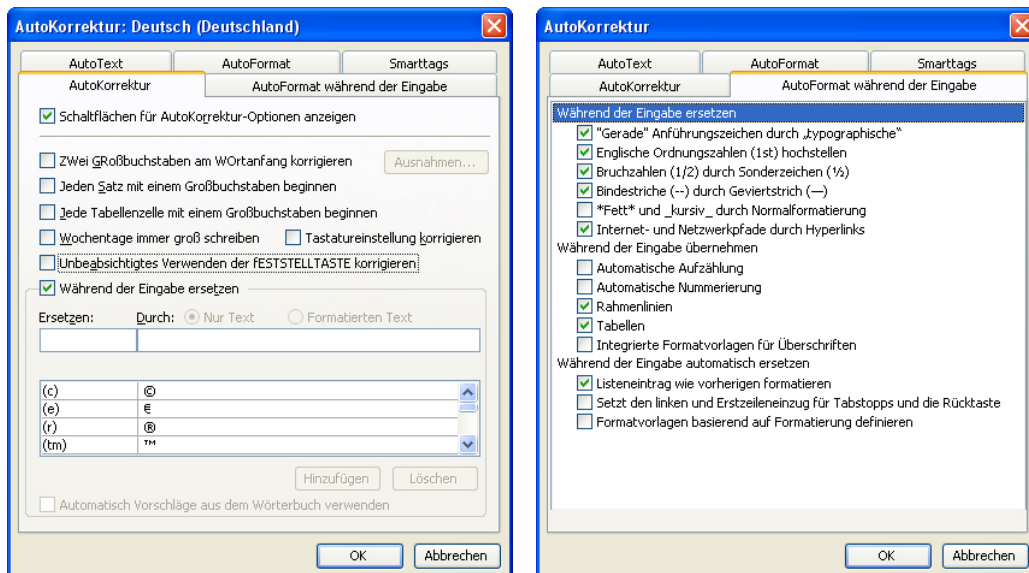 AutoKorrektur: Deutsch (Deutschland)
AutoText AutoFormat Smarttags
AutoKorrektur AutoFormat während der Eingabe
Schaltflächen für AutoKorrektur-Optionen anzeigen
ZWei GRoßbuchstaben am WOrtanfang korrigieren Ausnahmen...
Jeden Satz mit einem Großbuchstaben beginnen
Jede Tabellenzelle mit einem Großbuchstaben beginnen
Wochentage immer groß schreiben Tastatureinstellung korrigieren
Unbeabsichtigtes Verwenden der fESTSTELLTASTE korrigieren
Während der Eingabe ersetzen
Ersetzen: Durch: Nur Text Formatierten Text
(c) ©
(e) €
(r) ®
(tm) ™
Hinzufügen Löschen
Automatisch Vorschläge aus dem Wörterbuch verwenden
OK Abbrechen
AutoKorrektur
AutoText AutoFormat Smarttags
AutoKorrektur AutoFormat während der Eingabe
Während der Eingabe ersetzen
"Gerade" Anführungszeichen durch „typographische“
Englische Ordnungszahlen (1st) hochstellen
Bruchzahlen (1/2) durch Sonderzeichen (½)
Bindestriche (--) durch Geviertstrich (—)
*Fett* und _kursiv_ durch Normalformatierung
Internet- und Netzwerkpfade durch Hyperlinks
Während der Eingabe übernehmen
Automatische Aufzählung
Automatische Nummerierung
Rahmenlinien
Tabellen
Integrierte Formatvorlagen für Überschriften
Während der Eingabe automatisch ersetzen
Listeneintrag wie vorherigen formatieren
Setzt den linken und Erstzeileneinzug für Tabstopps und die Rücktaste
Formatvorlagen basierend auf Formatierung definieren
OK Abbrechen